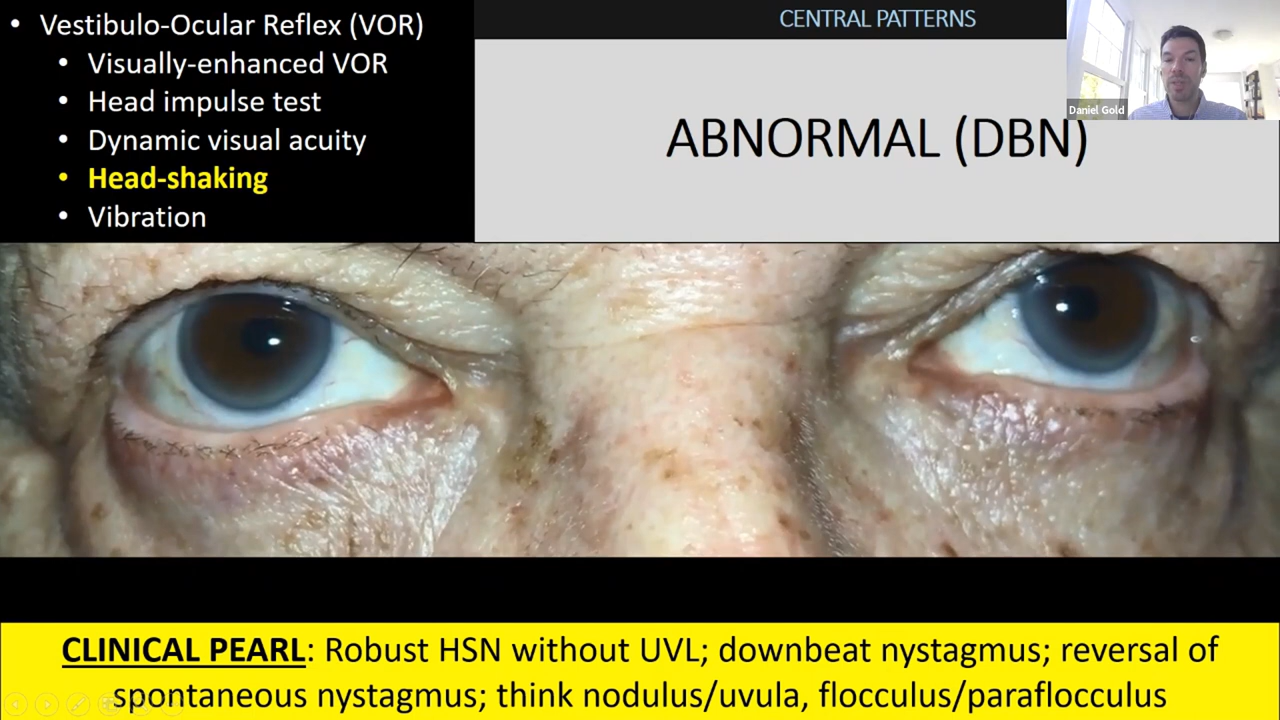 • Vestibulo-Ocular Reflex (VOR)
• Visually-enhanced VOR
• Head impulse test
• Dynamic visual acuity
• Head-shaking
• Vibration
CENTRAL PATTERNS
Daniel Gold
ABNORMAL (DBN)
CLINICAL PEARL: Robust HSN without UVL; downbeat nystagmus; reversal of
spontaneous nystagmus; think nodulus/uvula, flocculus/paraflocculus